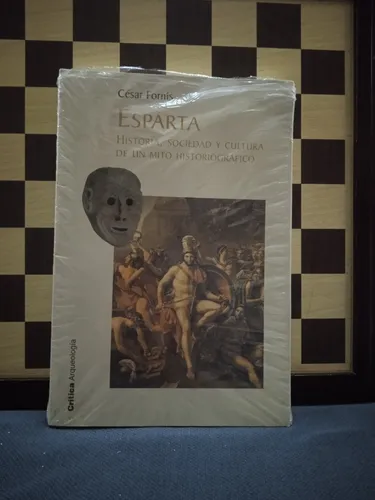 César Fornis
ESPARTA
HISTORIA, SOCIEDAD Y CULTURA
DE UN MITO HISTORIOGRÁFICO
Crítica Arqueología